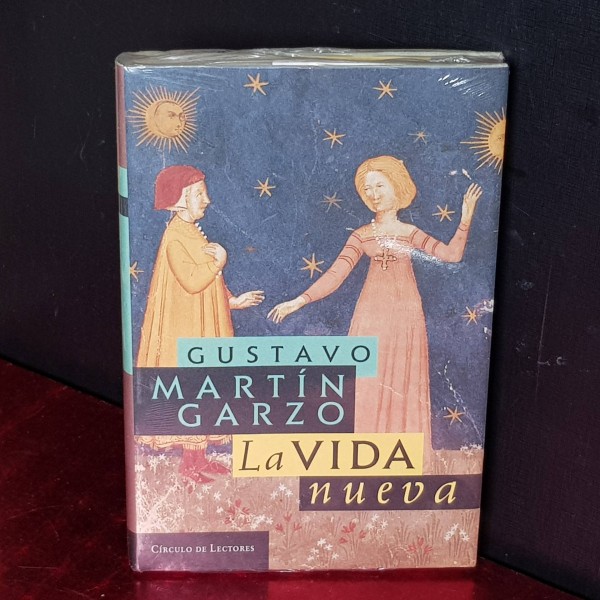 GUSTAVO
MARTÍN
GARZO
La VIDA
nueva
CÍRCULO DE LECTORES